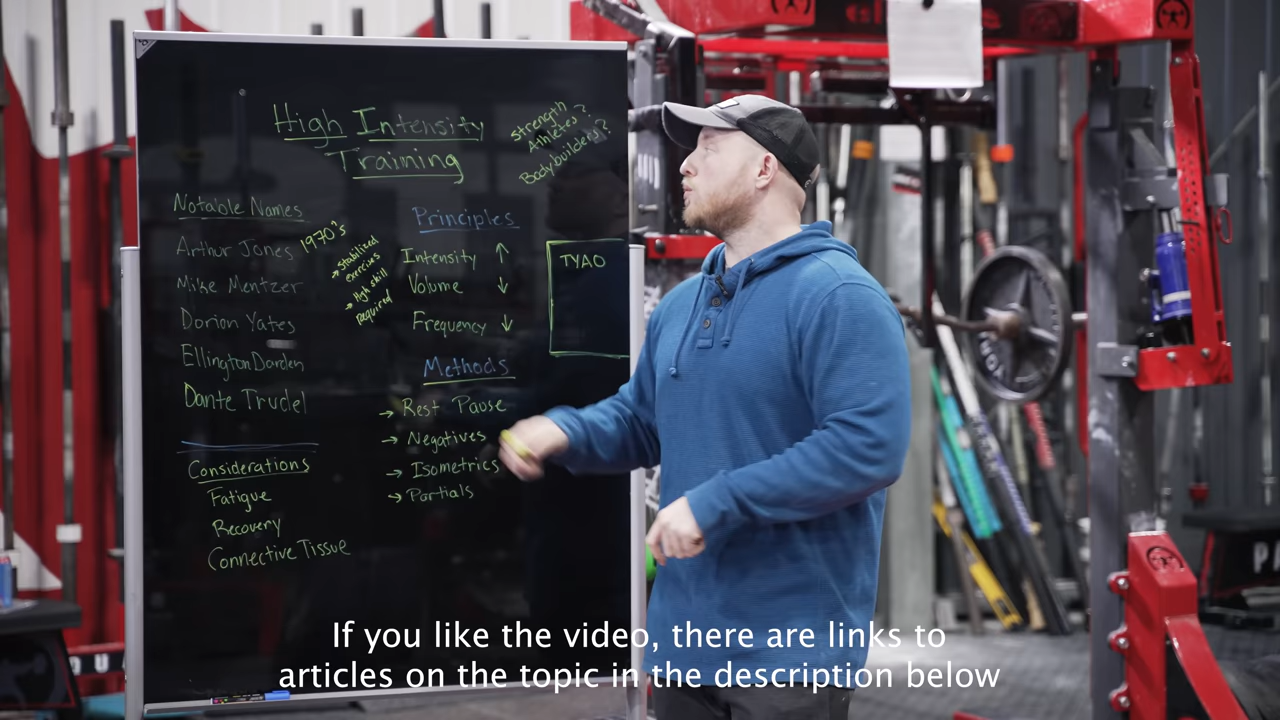 High Intensity
Training
strength
Athletes?
Bodybuilders?
Notable Names
Arthur Jones
1970's
Mike Mentzer
Dorian Yates
Ellington Darden
Dante Trudel
→ stabilized
exercises
→ High skill
required
Considerations
Fatigue
Recovery
Connective Tissue
Principles
Intensity ↑
Volume ↓
Frequency ↓
Methods
→ Rest Pause
→ Negatives
→ Isometrics
→ Partials
TYAO
If you like the video, there are links to
articles on the topic in the description below